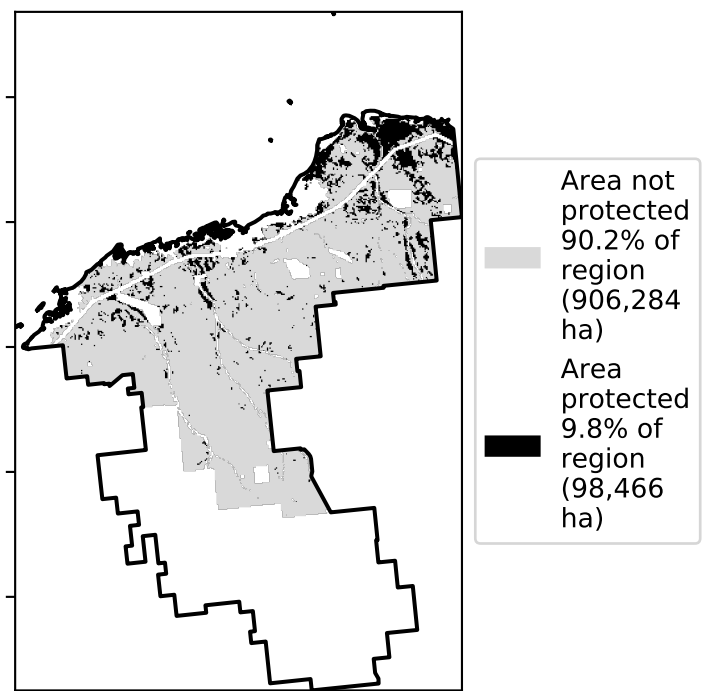 Area not
protected
90.2% of
region
(906,284
ha)
Area
protected
9.8% of
region
(98,466
ha)